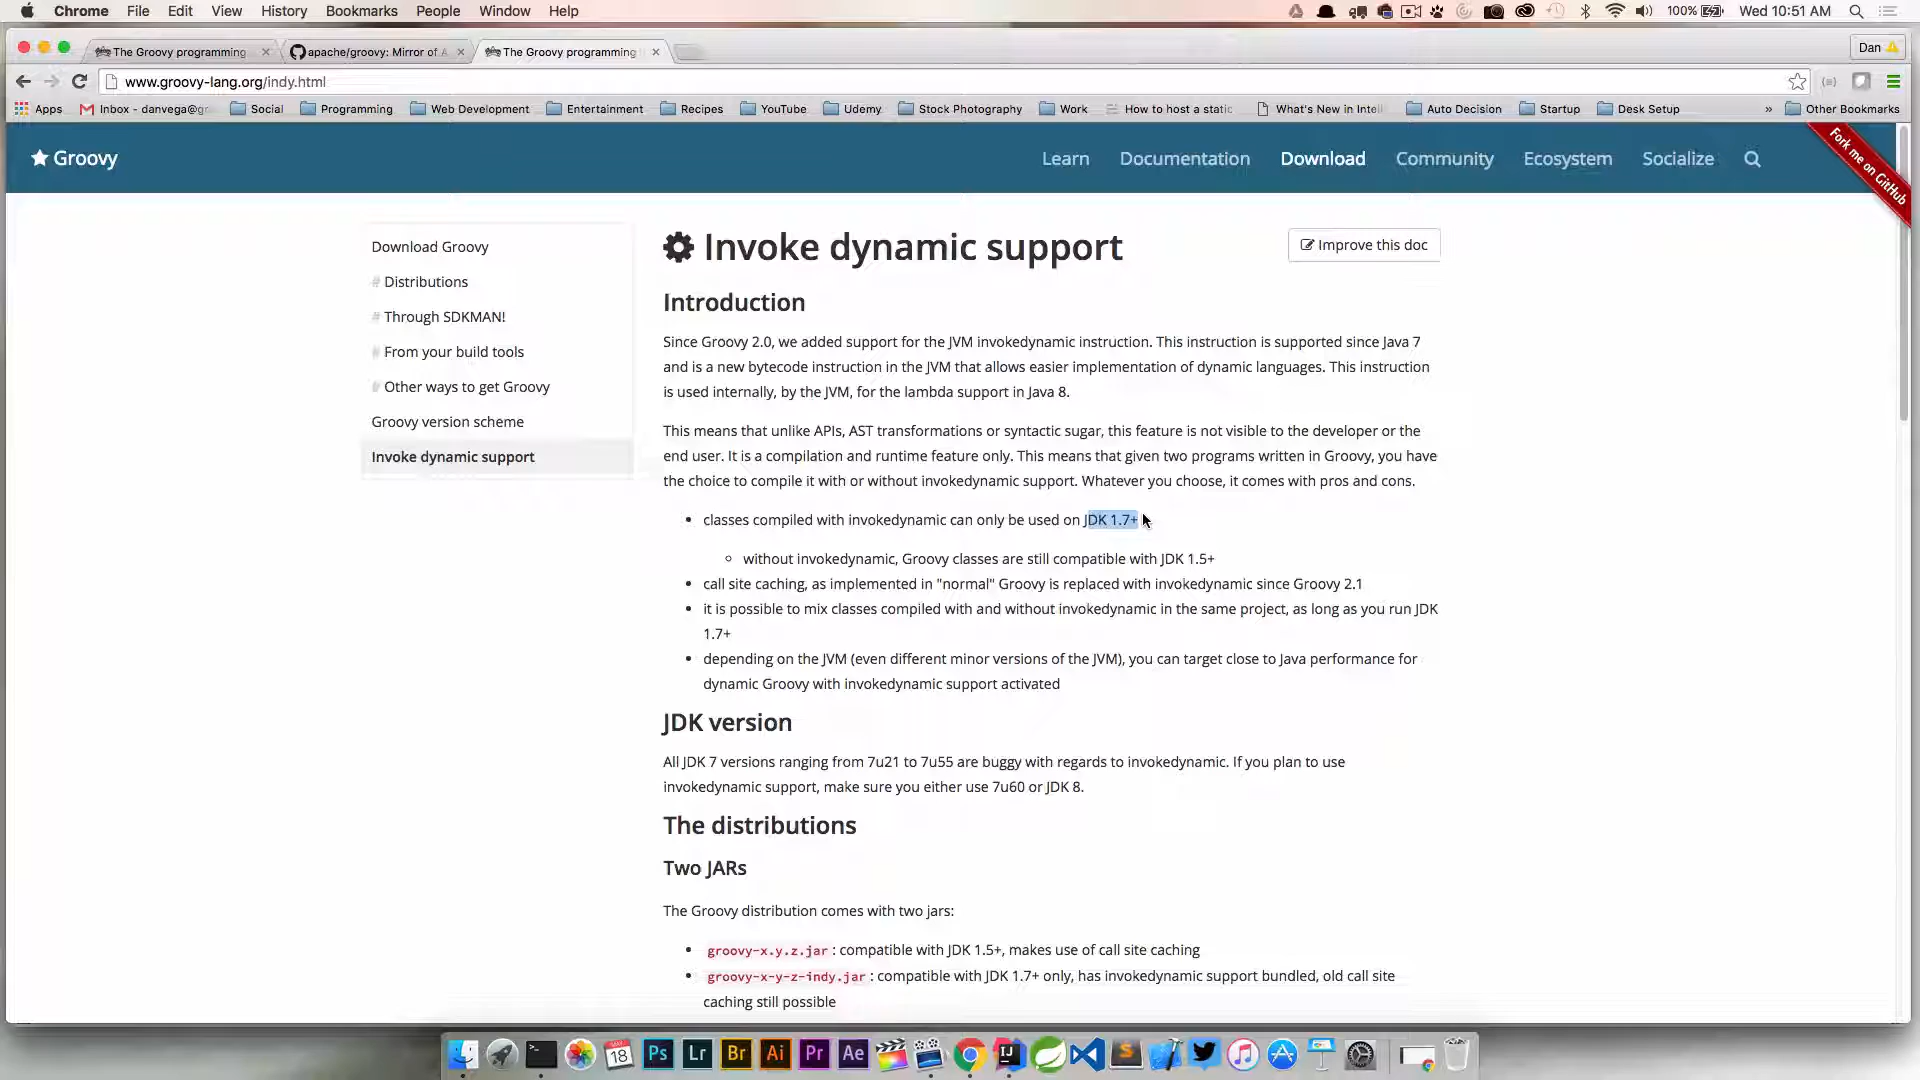 Chrome File Edit View History Bookmarks People Window Help 100% Wed 10:51 AM
The Groovy programming apache/groovy: Mirror of A The Groovy programming Dan
www.groovy-lang.org/indy.html
Apps Inbox - danvega@gr Social Programming Web Development Entertainment Recipes YouTube Udemy Stock Photography Work How to host a static What's New in Intell Auto Decision Startup Desk Setup » Other Bookmarks
Groovy Learn Documentation Download Community Ecosystem Socialize
Fork me on GitHub
Download Groovy
# Distributions
# Through SDKMAN!
# From your build tools
# Other ways to get Groovy
Groovy version scheme
Invoke dynamic support
Invoke dynamic support
Improve this doc
Introduction
Since Groovy 2.0, we added support for the JVM invokedynamic instruction. This instruction is supported since Java 7
and is a new bytecode instruction in the JVM that allows easier implementation of dynamic languages. This instruction
is used internally, by the JVM, for the lambda support in Java 8.
This means that unlike APIs, AST transformations or syntactic sugar, this feature is not visible to the developer or the
end user. It is a compilation and runtime feature only. This means that given two programs written in Groovy, you have
the choice to compile it with or without invokedynamic support. Whatever you choose, it comes with pros and cons.
• classes compiled with invokedynamic can only be used on JDK 1.7+
◦ without invokedynamic, Groovy classes are still compatible with JDK 1.5+
• call site caching, as implemented in "normal" Groovy is replaced with invokedynamic since Groovy 2.1
• it is possible to mix classes compiled with and without invokedynamic in the same project, as long as you run JDK
1.7+
• depending on the JVM (even different minor versions of the JVM), you can target close to Java performance for
dynamic Groovy with invokedynamic support activated
JDK version
All JDK 7 versions ranging from 7u21 to 7u55 are buggy with regards to invokedynamic. If you plan to use
invokedynamic support, make sure you either use 7u60 or JDK 8.
The distributions
Two JARs
The Groovy distribution comes with two jars:
• groovy-x.y.z.jar : compatible with JDK 1.5+, makes use of call site caching
• groovy-x-y-z-indy.jar : compatible with JDK 1.7+ only, has invokedynamic support bundled, old call site
caching still possible
18 Ps Lr Br Ai Pr Ae IJ S